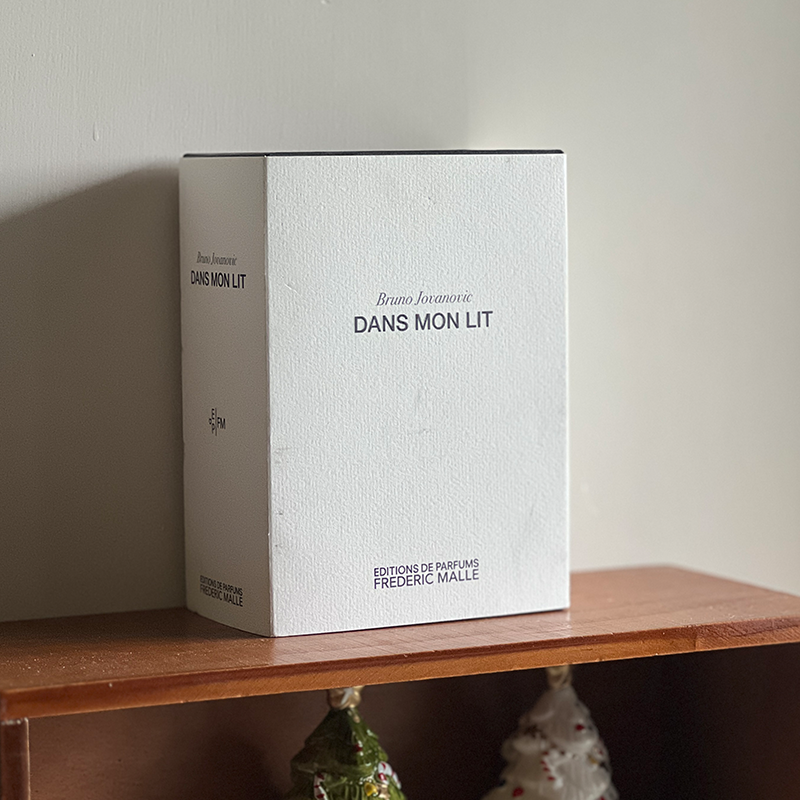 Bruno Jovanovic
DANS MON LIT
E E
P FM
EDITIONS DE PARFUMS
FREDERIC MALLE
Bruno Jovanovic
DANS MON LIT
EDITIONS DE PARFUMS
FREDERIC MALLE